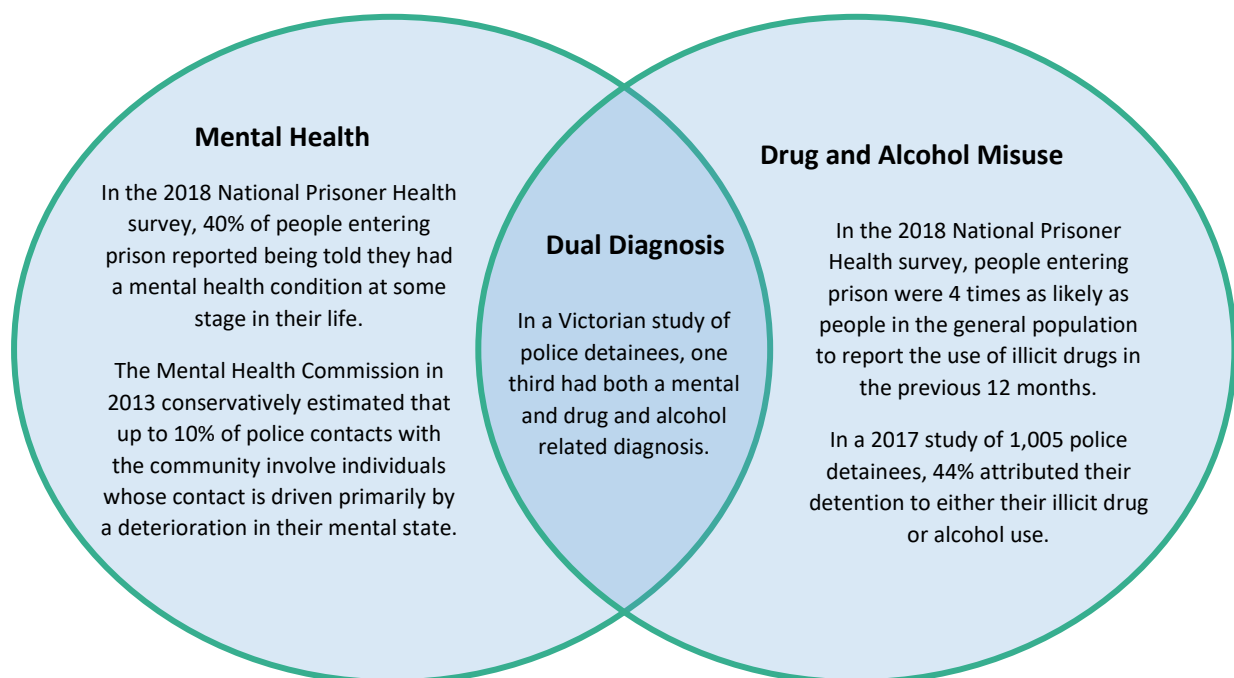 Mental Health
In the 2018 National Prisoner Health
survey, 40% of people entering
prison reported being told they had
a mental health condition at some
stage in their life.
The Mental Health Commission in
2013 conservatively estimated that
up to 10% of police contacts with
the community involve individuals
whose contact is driven primarily by
a deterioration in their mental state.
Dual Diagnosis
In a Victorian study of
police detainees, one
third had both a mental
and drug and alcohol
related diagnosis.
Drug and Alcohol Misuse
In the 2018 National Prisoner
Health survey, people entering
prison were 4 times as likely as
people in the general population
to report the use of illicit drugs in
the previous 12 months.
In a 2017 study of 1,005 police
detainees, 44% attributed their
detention to either their illicit drug
or alcohol use.